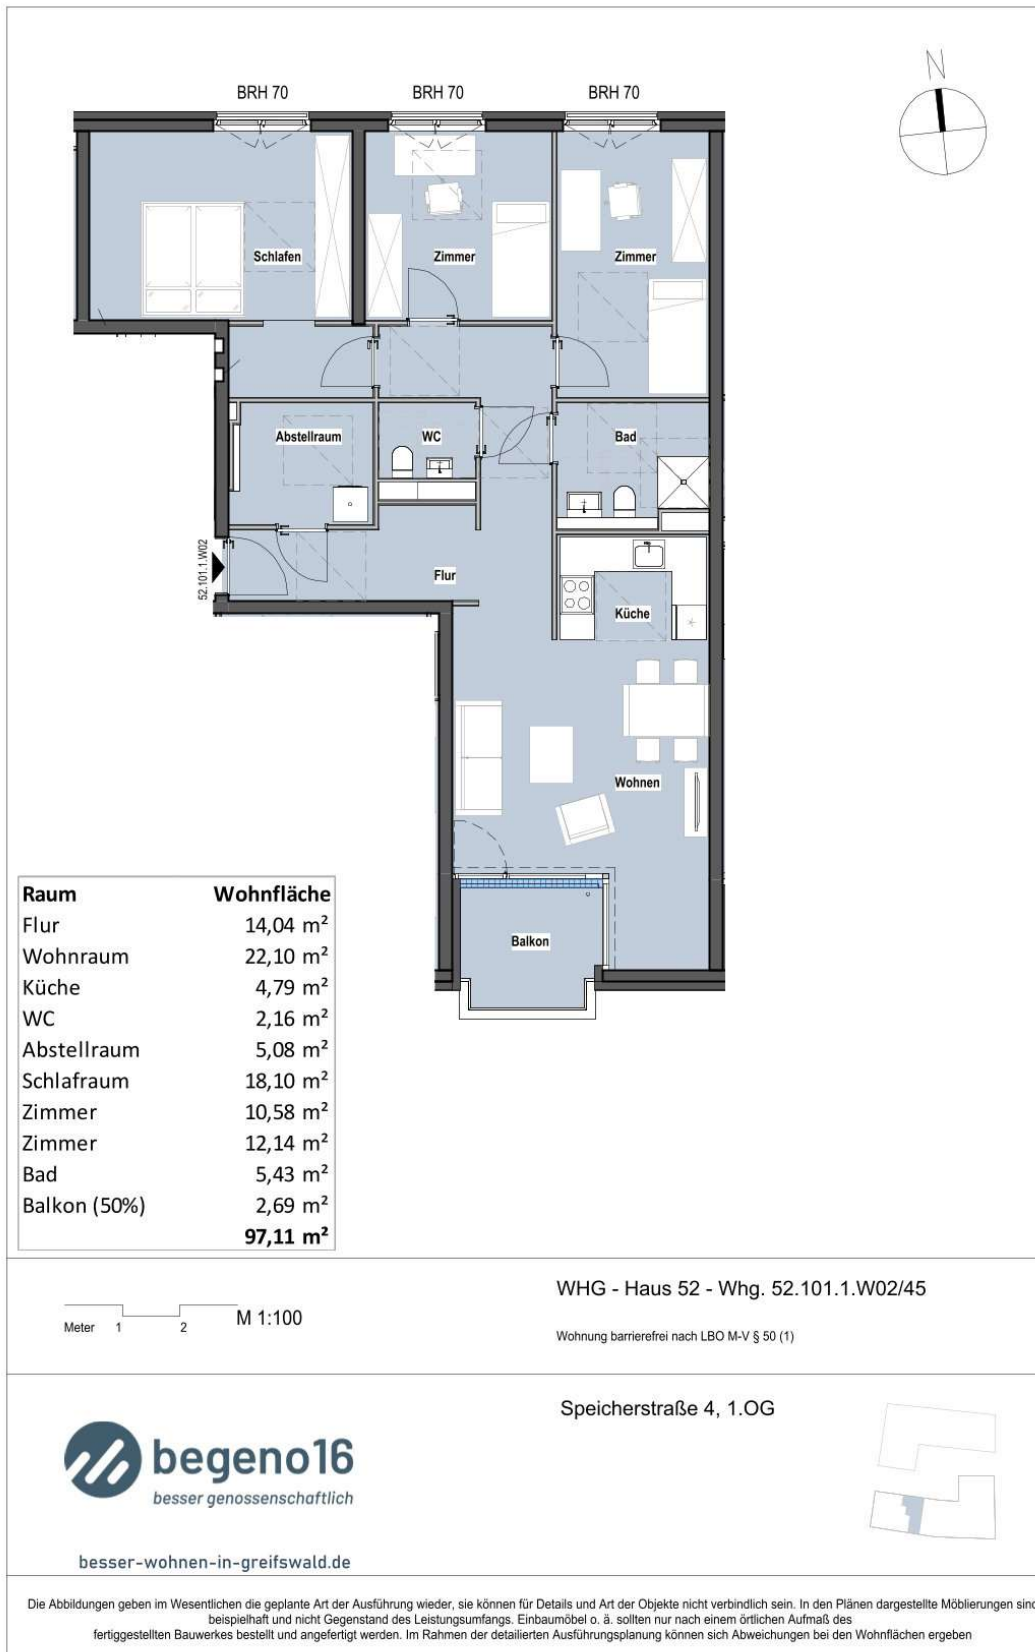 N
BRH 70
BRH 70
BRH 70
Schlafen
Zimmer
Zimmer
Abstellraum
WC
Bad
52.101.1.W02
Flur
Küche
Wohnen
Balkon
Raum Wohnfläche
Flur 14,04 m²
Wohnraum 22,10 m²
Küche 4,79 m²
WC 2,16 m²
Abstellraum 5,08 m²
Schlafraum 18,10 m²
Zimmer 10,58 m²
Zimmer 12,14 m²
Bad 5,43 m²
Balkon (50%) 2,69 m²
97,11 m²
Meter 1 2 M 1:100
WHG - Haus 52 - Whg. 52.101.1.W02/45
Wohnung barrierefrei nach LBO M-V § 50 (1)
Speicherstraße 4, 1.OG
begeno16
besser genossenschaftlich
besser-wohnen-in-greifswald.de
Die Abbildungen geben im Wesentlichen die geplante Art der Ausführung wieder, sie können für Details und Art der Objekte nicht verbindlich sein. In den Plänen dargestellte Möblierungen sind
beispielhaft und nicht Gegenstand des Leistungsumfangs. Einbaumöbel o. ä. sollten nur nach einem örtlichen Aufmaß des
fertiggestellten Bauwerkes bestellt und angefertigt werden. Im Rahmen der detailierten Ausführungsplanung können sich Abweichungen bei den Wohnflächen ergeben